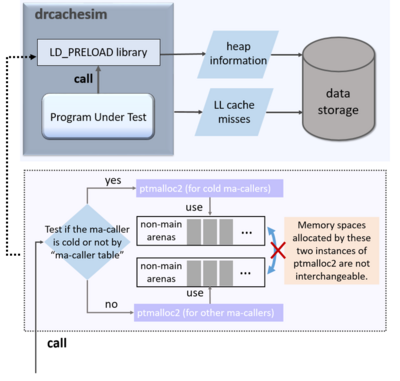 drcachesim
LD_PRELOAD library
call
Program Under Test
heap
information
LL cache
misses
data
storage
yes
ptmalloc2 (for cold ma-callers)
use
Test if the ma-caller
is cold or not by
“ma-caller table”
non-main
arenas
...
non-main
arenas
...
Memory spaces
allocated by these
two instances of
ptmalloc2 are not
interchangeable.
use
no
ptmalloc2 (for other ma-callers)
call